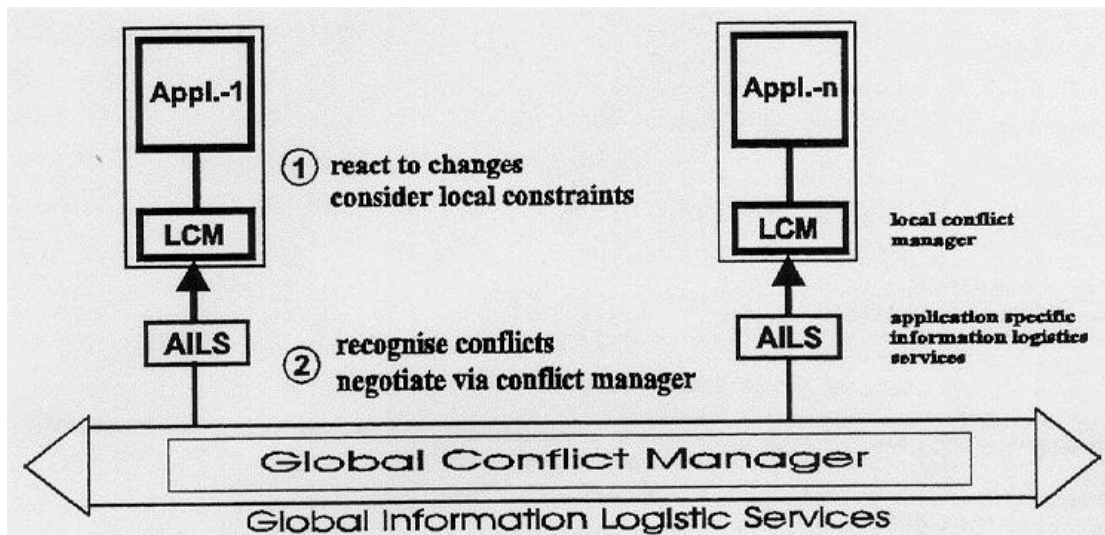 Appl.-1
Appl.-n
① react to changes
consider local constraints
LCM
LCM
local conflict
manager
AILS
AILS
application specific
information logistics
services
② recognise conflicts
negotiate via conflict manager
Global Conflict Manager
Global Information Logistic Services